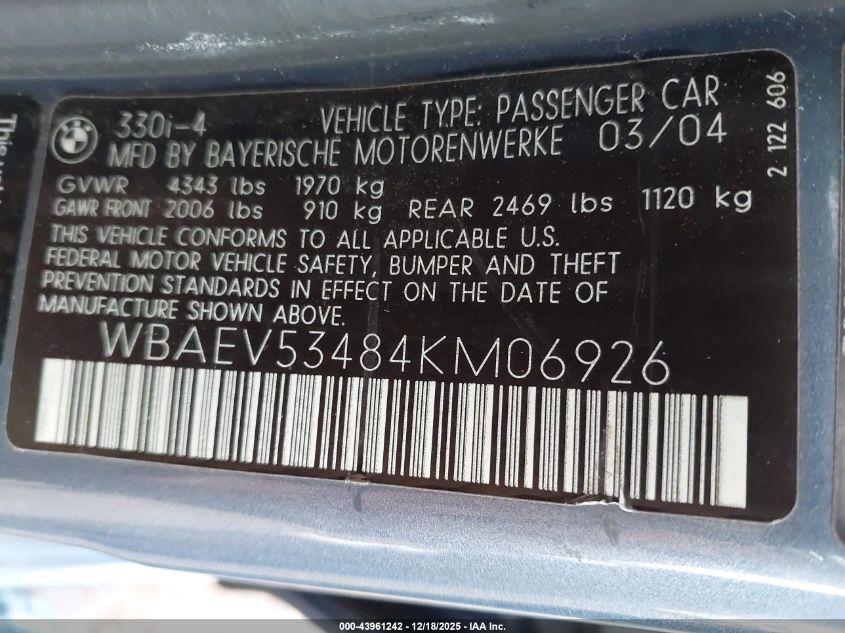 BMW
330i-4 VEHICLE TYPE: PASSENGER CAR
MFD BY BAYERISCHE MOTORENWERKE 03/04
GVWR 4343 lbs 1970 kg
GAWR FRONT 2006 lbs 910 kg REAR 2469 lbs 1120 kg
THIS VEHICLE CONFORMS TO ALL APPLICABLE U.S.
FEDERAL MOTOR VEHICLE SAFETY, BUMPER AND THEFT
PREVENTION STANDARDS IN EFFECT ON THE DATE OF
MANUFACTURE SHOWN ABOVE.
WBAEV53484KM06926
2 122 606
This
000-43961242 - 12/18/2025 - IAA Inc.